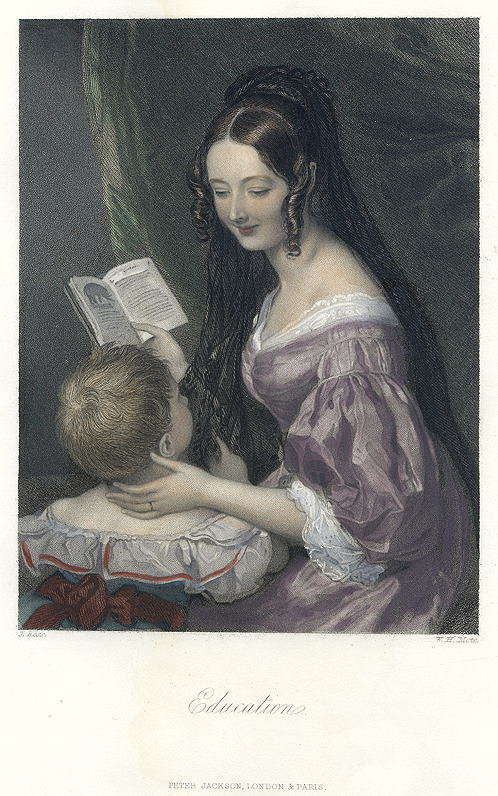 W. H. Mote.
Education.
PETER JACKSON, LONDON & PARIS.